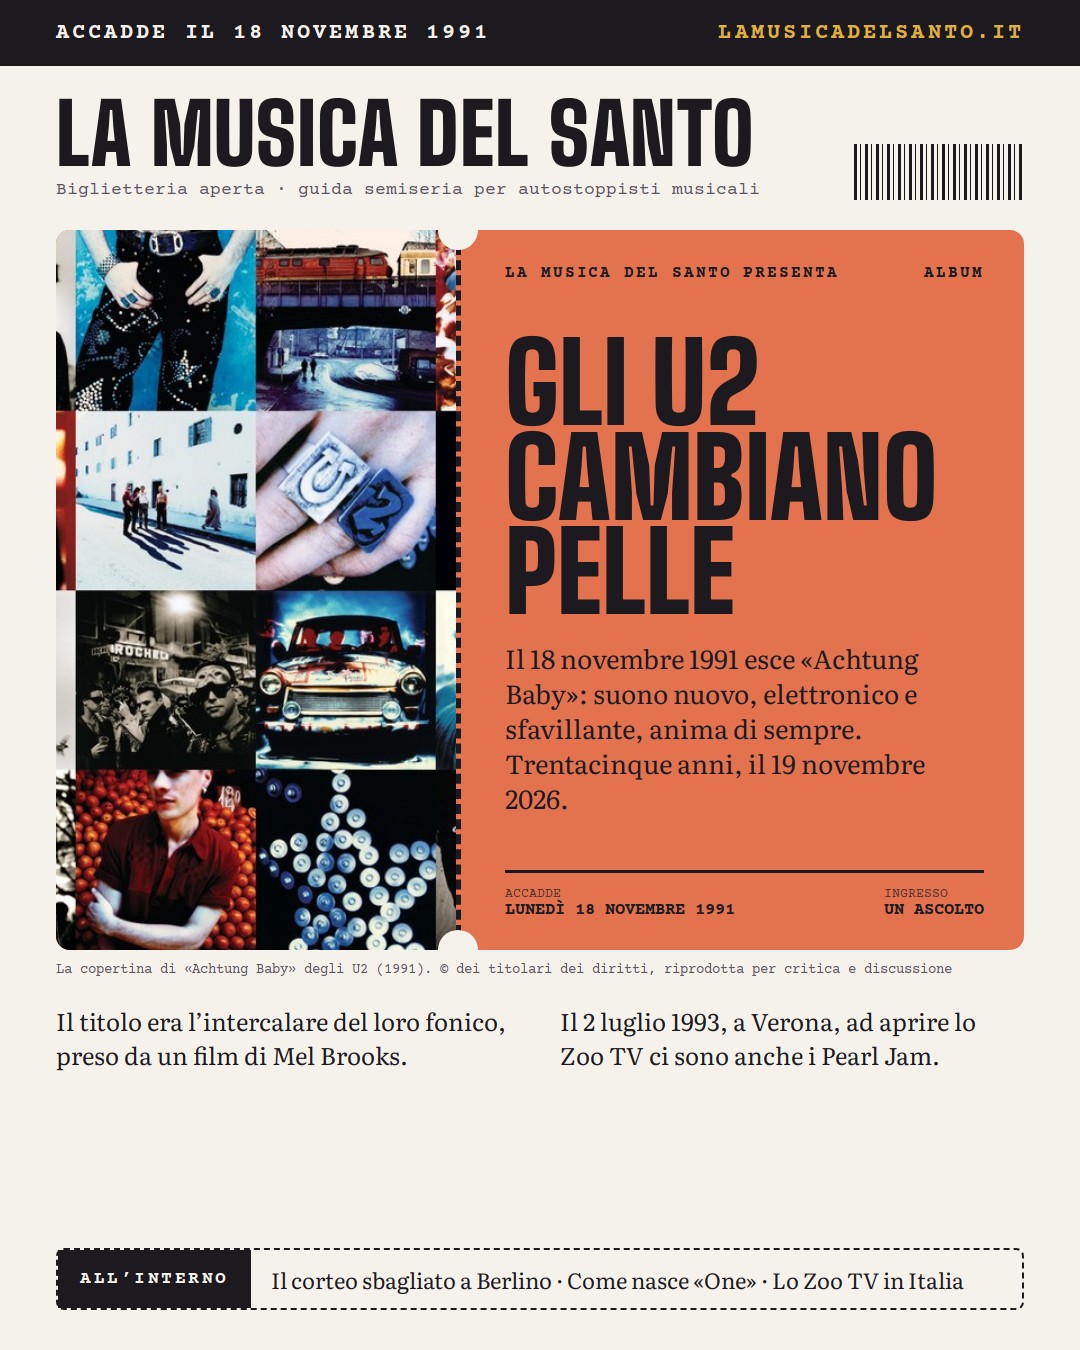 ACCADDE IL 18 NOVEMBRE 1991
LAMUSICADELSANTO.IT
LA MUSICA DEL SANTO
Biglietteria aperta · guida semiseria per autostoppisti musicali
LA MUSICA DEL SANTO PRESENTA
ALBUM
GLI U2
CAMBIANO
PELLE
ROCHE
U
2
Il 18 novembre 1991 esce «Achtung
Baby»: suono nuovo, elettronico e
sfavillante, anima di sempre.
Trentacinque anni, il 19 novembre
2026.
ACCADDE
LUNEDÌ 18 NOVEMBRE 1991
INGRESSO
UN ASCOLTO
La copertina di «Achtung Baby» degli U2 (1991). © dei titolari dei diritti, riprodotta per critica e discussione
Il titolo era l’intercalare del loro fonico,
preso da un film di Mel Brooks.
Il 2 luglio 1993, a Verona, ad aprire lo
Zoo TV ci sono anche i Pearl Jam.
ALL’INTERNO
Il corteo sbagliato a Berlino · Come nasce «One» · Lo Zoo TV in Italia